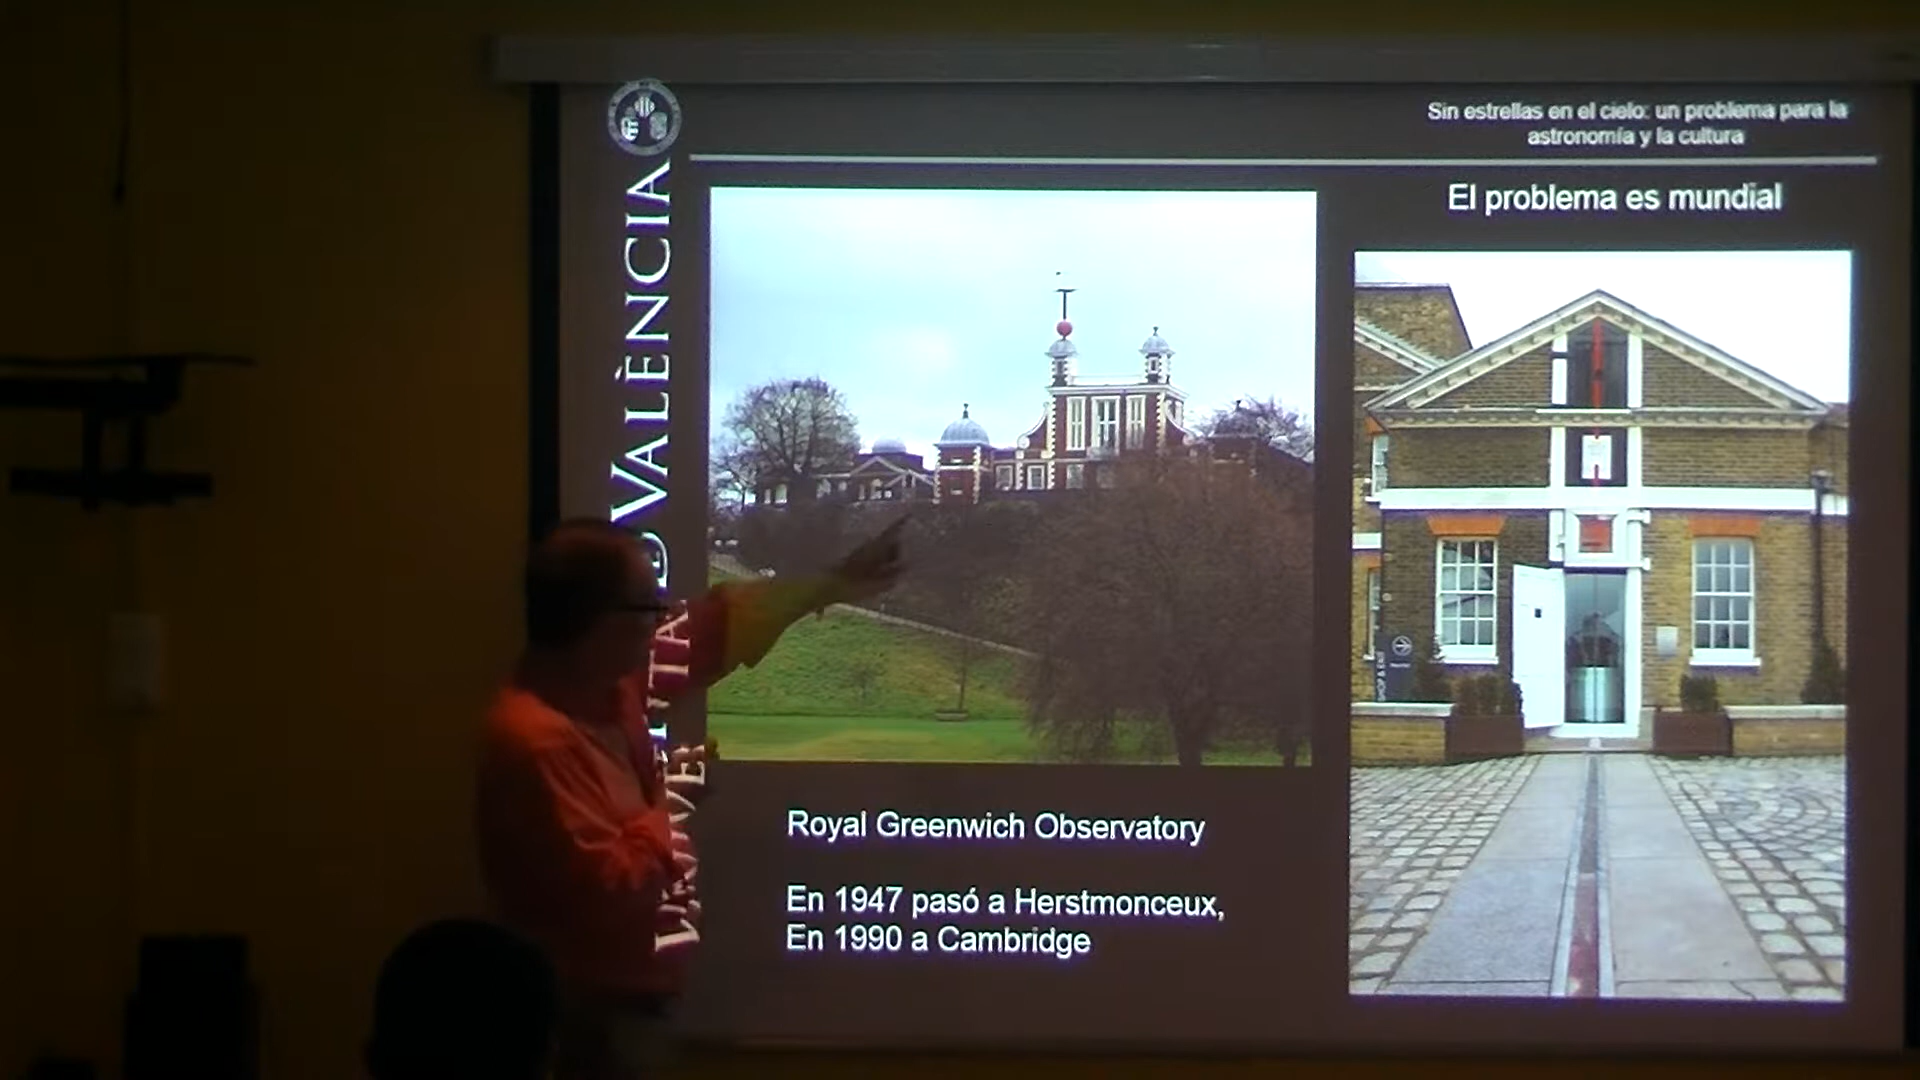 Sin estrellas en el cielo: un problema para la
astronomía y la cultura
El problema es mundial
VALÈNCIA
Royal Greenwich Observatory
En 1947 pasó a Herstmonceux,
En 1990 a Cambridge